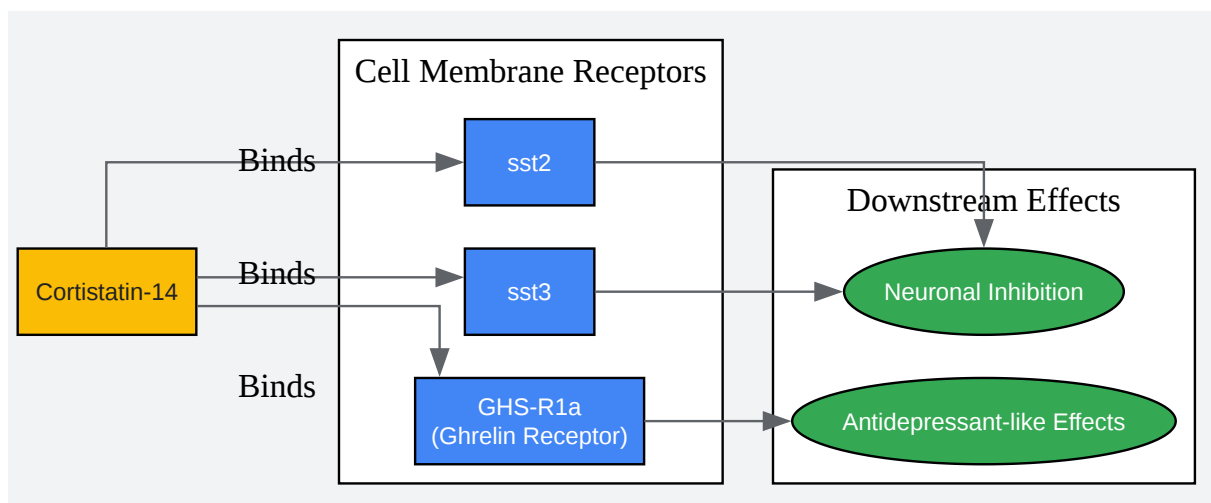 Cell Membrane Receptors
Binds
sst2
Downstream Effects
Cortistatin-14
Binds
sst3
Neuronal Inhibition
Binds
GHS-R1a
(Ghrelin Receptor)
Antidepressant-like Effects